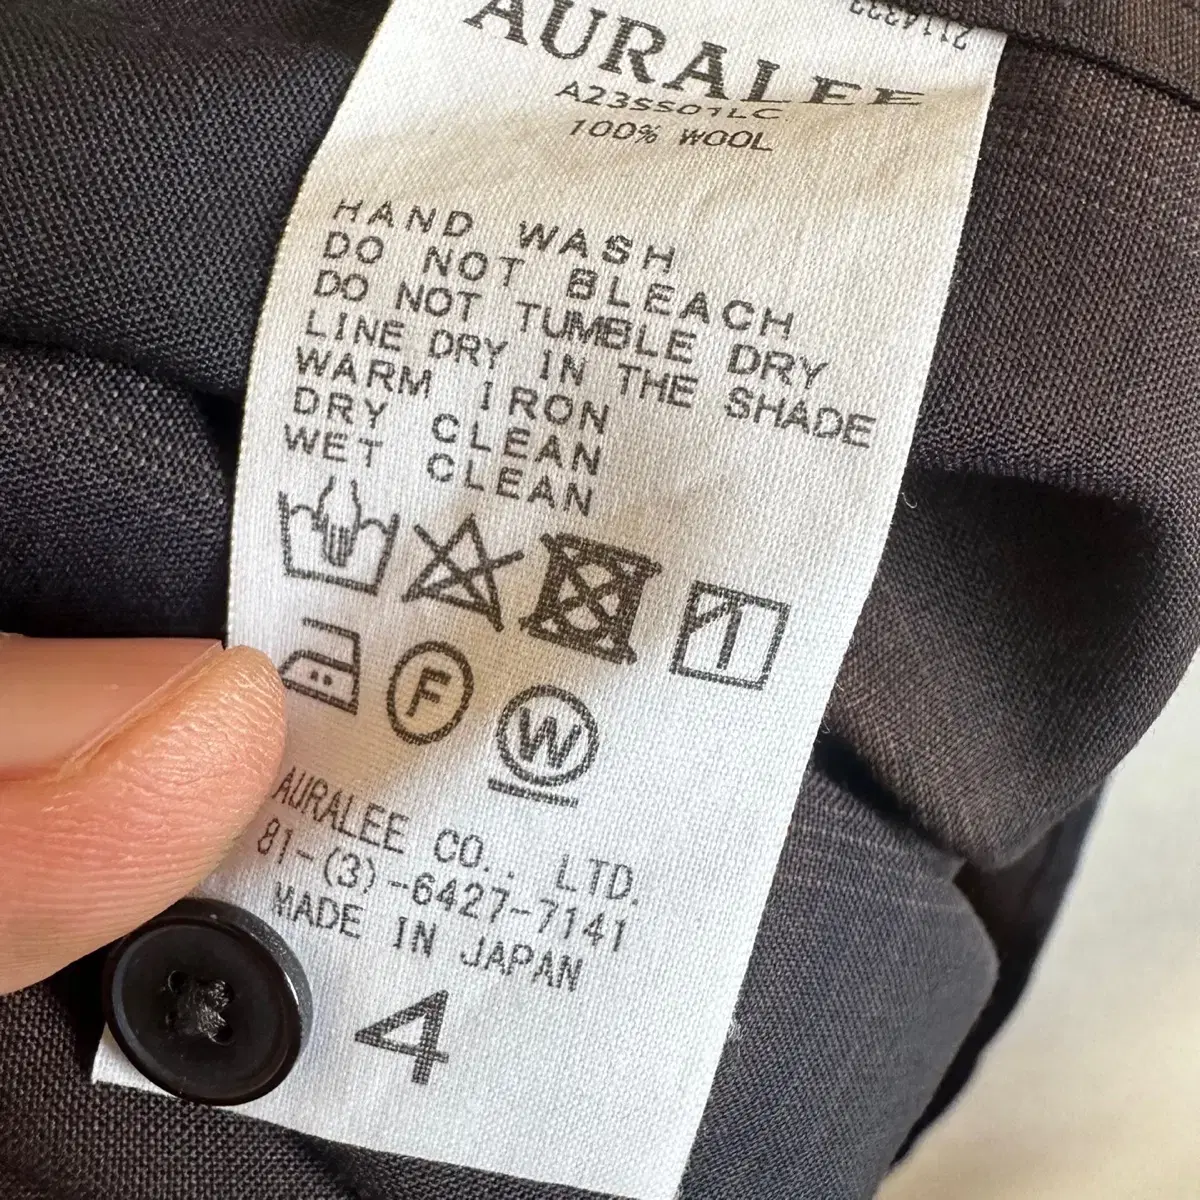 AURALEE
A23SS01LC
100% WOOL
HAND WASH
DO NOT BLEACH
DO NOT TUMBLE DRY
LINE DRY IN THE SHADE
WARM IRON
DRY CLEAN
WET CLEAN
F
W
AURALEE CO., LTD.
81-(3)-6427-7141
MADE IN JAPAN
4